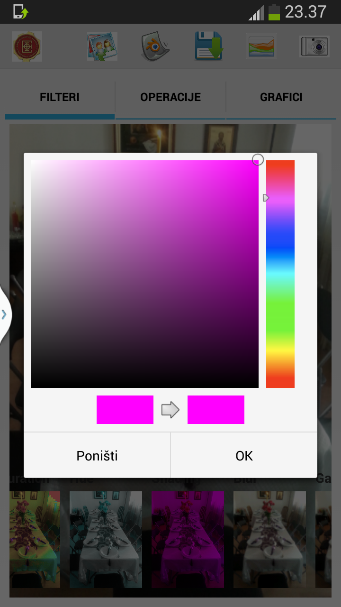 23.37
FILTERI
OPERACIJE
GRAFICI
Poništi
OK